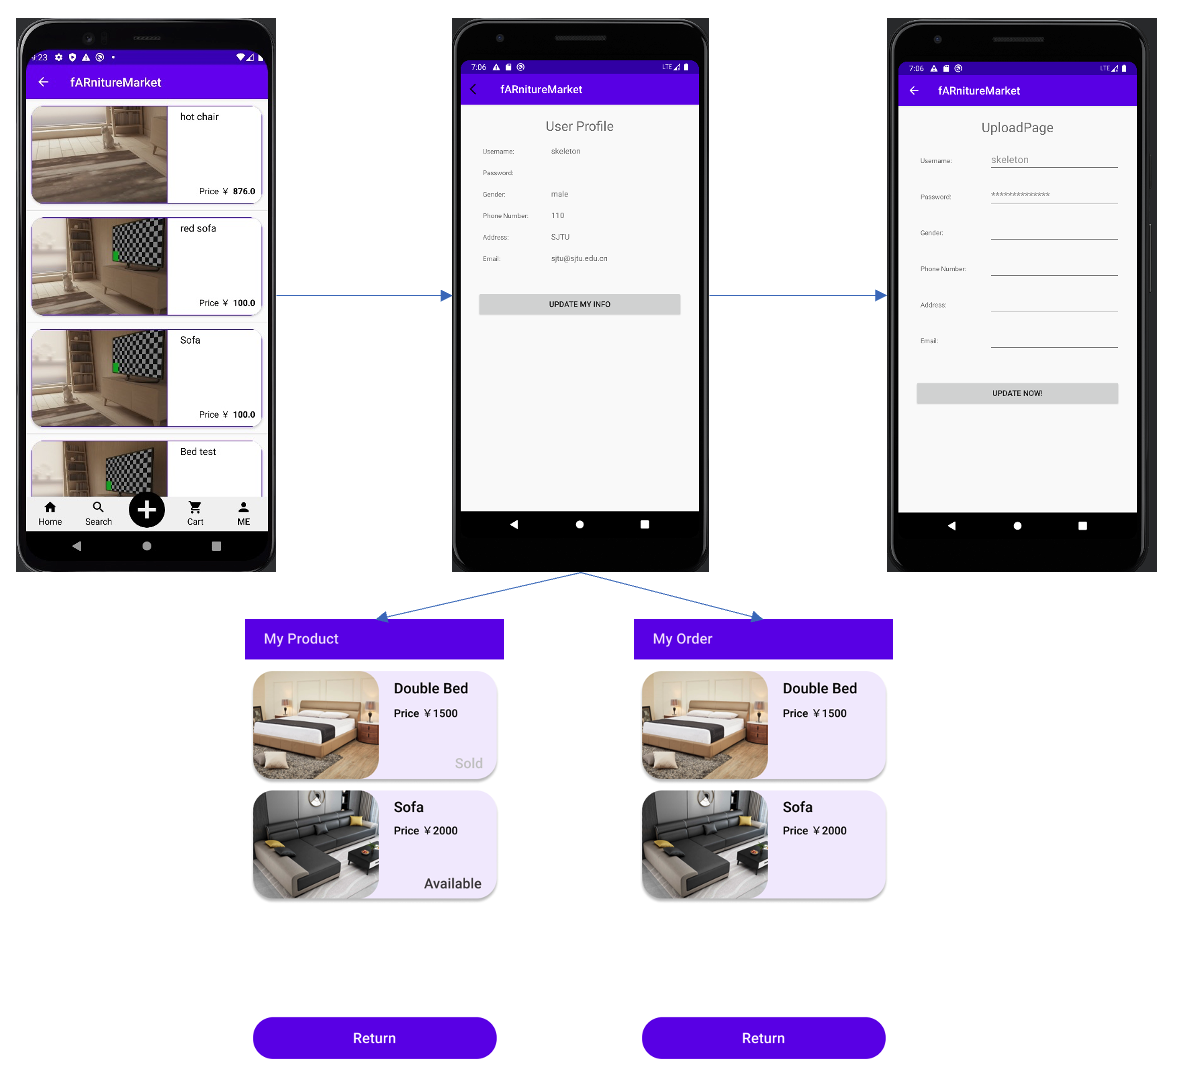 9:23
fARnitureMarket
hot chair
Price ￥ 876.0
red sofa
Price ￥ 100.0
Sofa
Price ￥ 100.0
Bed test
Home
Search
Cart
ME
7:06
LTE
fARnitureMarket
User Profile
Username: skeleton
Password:
Gender: male
Phone Number: 110
Address: SJTU
Email: sjtu@sjtu.edu.cn
UPDATE MY INFO
7:06
LTE
fARnitureMarket
UploadPage
Username: skeleton
Password: **************
Gender:
Phone Number:
Address:
Email:
UPDATE NOW!
My Product
Double Bed
Price ￥1500
Sold
Sofa
Price ￥2000
Available
Return
My Order
Double Bed
Price ￥1500
Sofa
Price ￥2000
Return